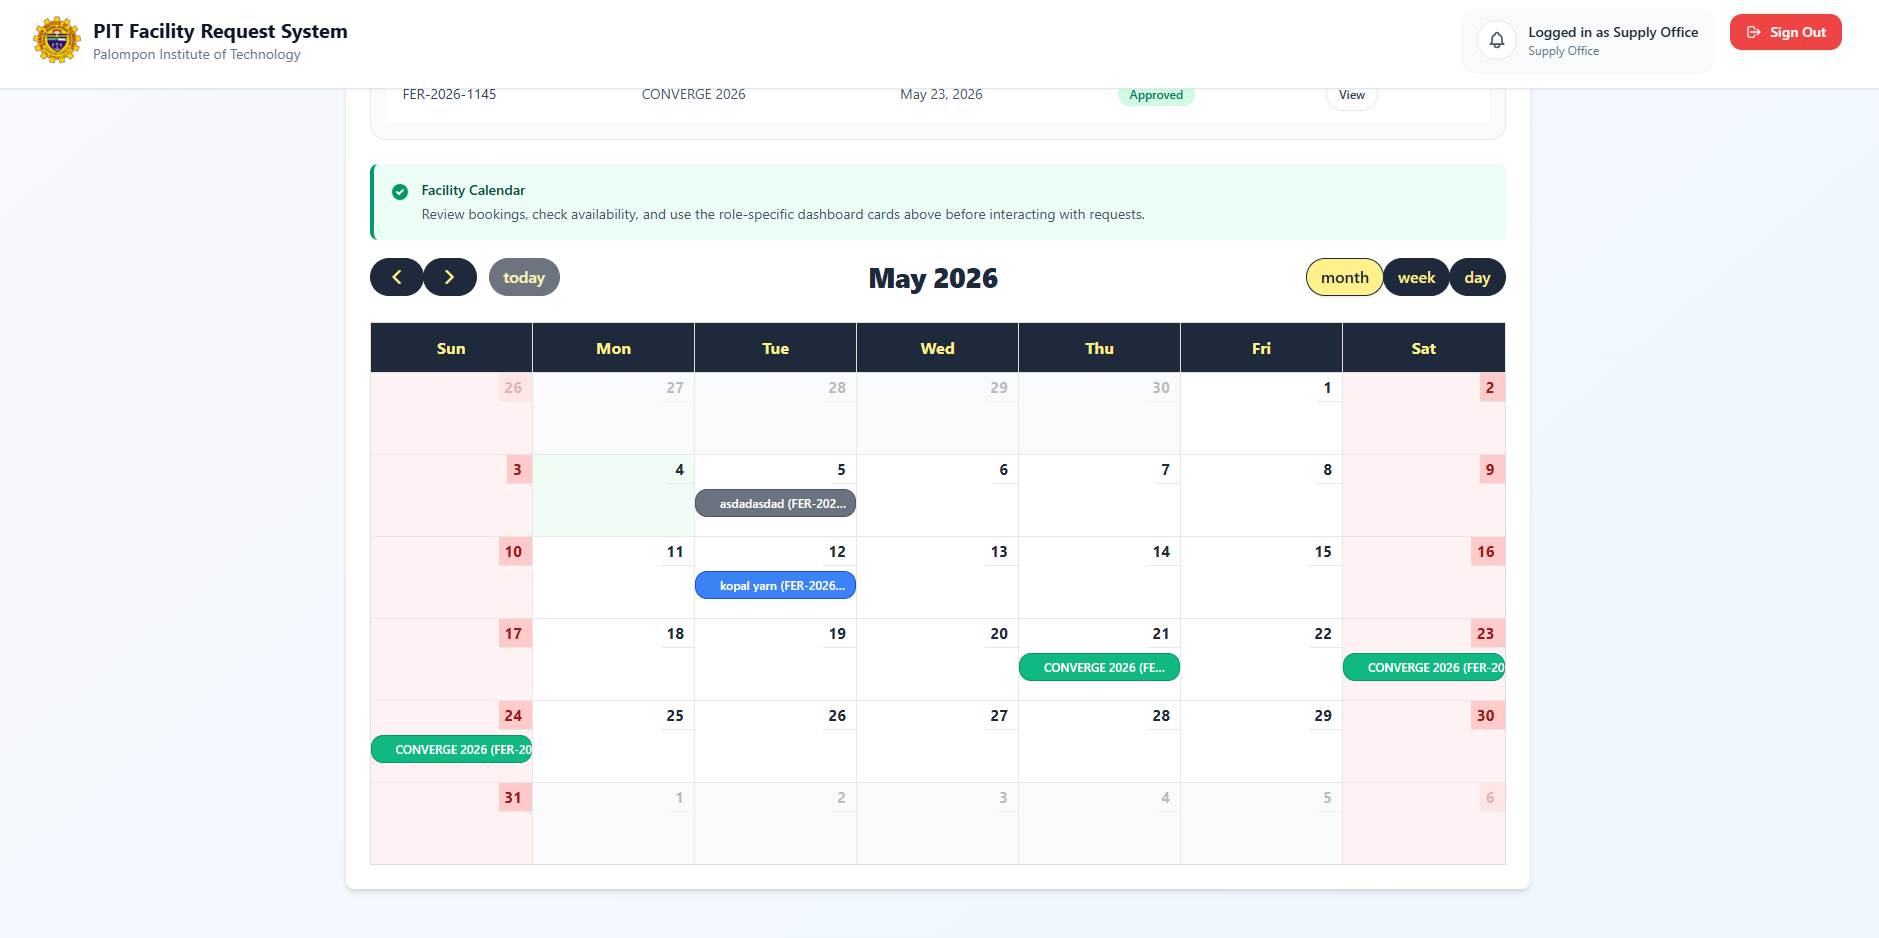 PIT Facility Request System
Palompon Institute of Technology
Logged in as Supply Office
Supply Office
Sign Out
FER-2026-1145 CONVERGE 2026 May 23, 2026 Approved View
Facility Calendar
Review bookings, check availability, and use the role-specific dashboard cards above before interacting with requests.
today May 2026 month week day
Sun Mon Tue Wed Thu Fri Sat
26 27 28 29 30 1 2
3 4 5 6 7 8 9
asdadasdad (FER-202...
10 11 12 13 14 15 16
kopal yarn (FER-2026...
17 18 19 20 21 22 23
CONVERGE 2026 (FE... CONVERGE 2026 (FER-20
24 25 26 27 28 29 30
CONVERGE 2026 (FER-20
31 1 2 3 4 5 6